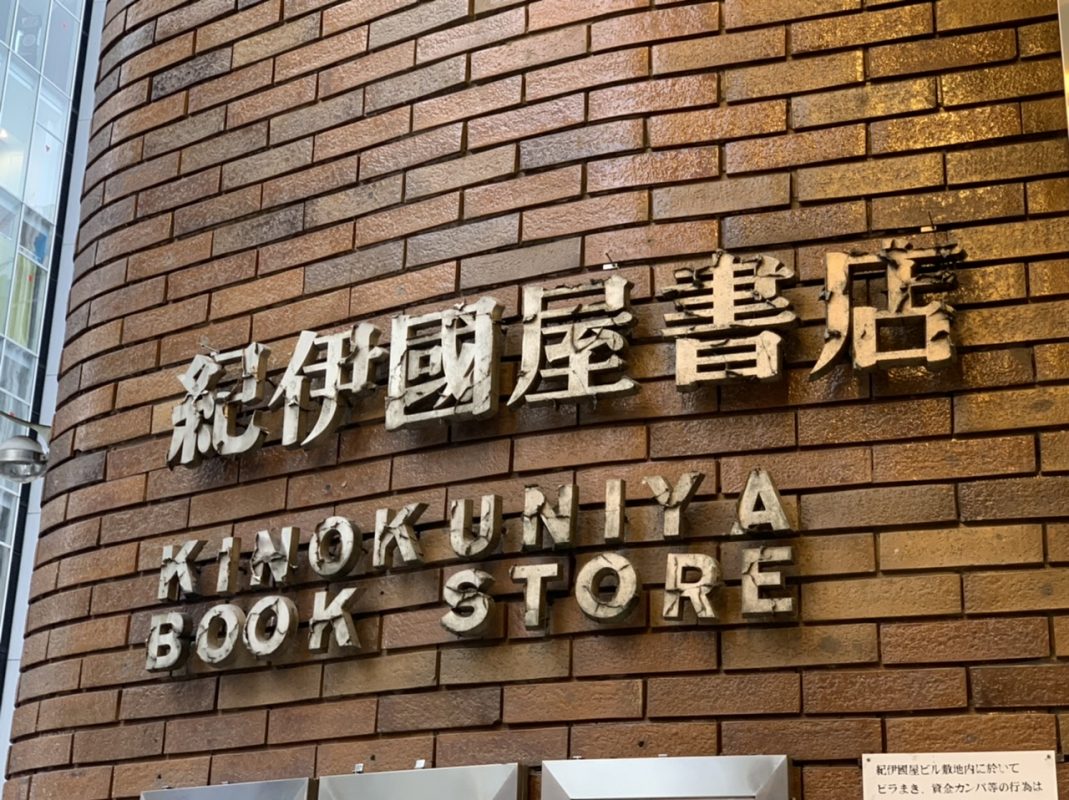 紀伊國屋書店
KINOKUNIYA
BOOK STORE
紀伊國屋ビル敷地内に於いて
ビラまき、資金カンパ等の行為は